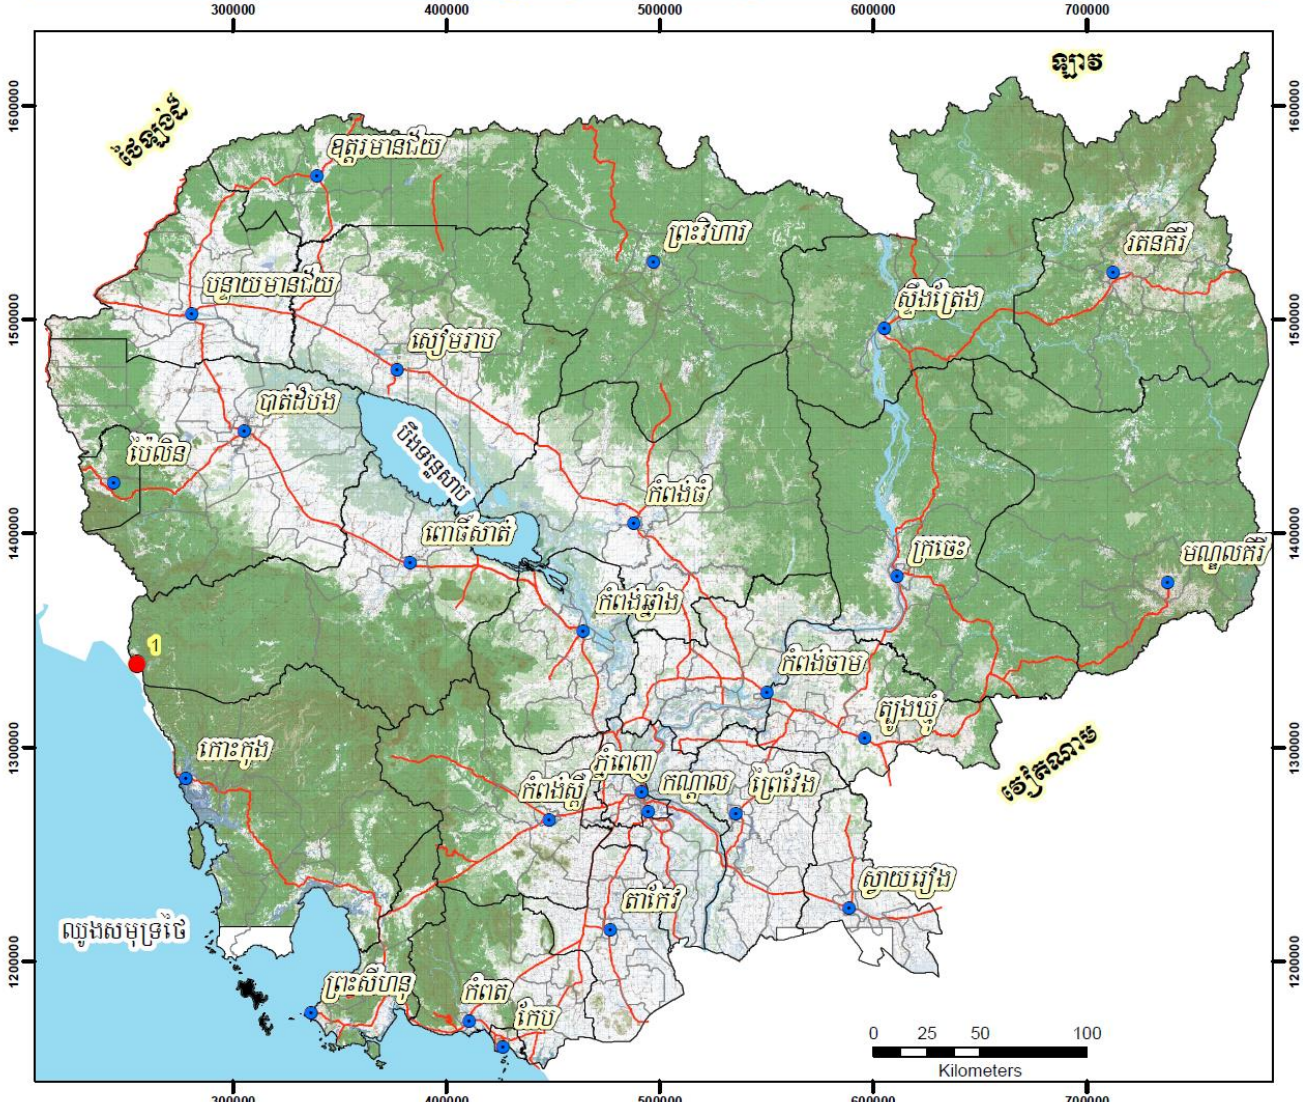 300000 400000 500000 600000 700000
1600000 1600000
ឡាវ
ថៃឡង់ដ៍
ឧត្តរមានជ័យ
ព្រះវិហារ
រតនគិរី
បន្ទាយមានជ័យ
ស្ទឹងត្រែង
1500000 1500000
សៀមរាប
បាត់ដំបង
ប៉ៃលិន
បឹងទន្លេសាប
កំពង់ធំ
ពោធិ៍សាត់
1400000 1400000
ក្រចេះ
មណ្ឌលគិរី
កំពង់ឆ្នាំង
1
កំពង់ចាម
ត្បូងឃ្មុំ
កោះកុង
1300000 1300000
វៀតណាម
ភ្នំពេញ
កណ្តាល
ព្រៃវែង
កំពង់ស្ពឺ
ស្វាយរៀង
តាកែវ
ឈូងសមុទ្រថៃ
1200000 1200000
ព្រះសីហនុ
កំពត
កែប
0 25 50 100
Kilometers
300000 400000 500000 600000 700000